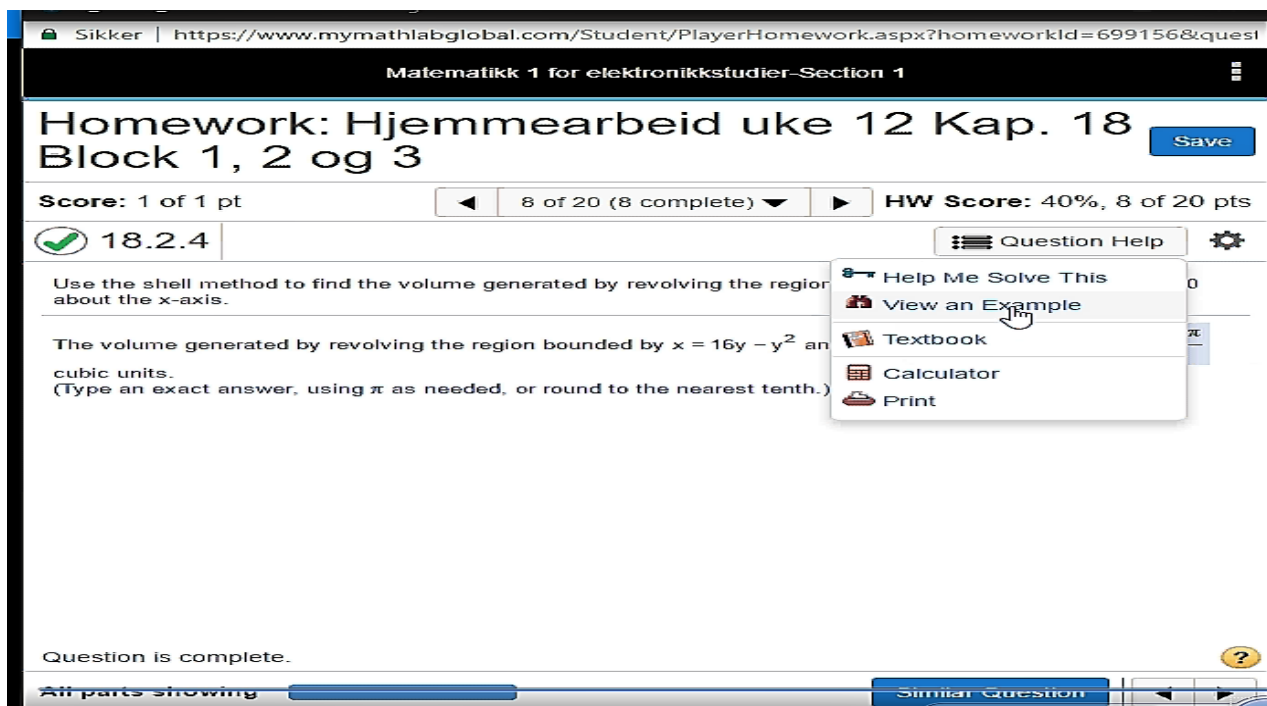 Sikker | https://www.mymathlabglobal.com/Student/PlayerHomework.aspx?homeworkId=699156&quest
Matematikk 1 for elektronikkstudier-Section 1
Homework: Hjemmearbeid uke 12 Kap. 18
Block 1, 2 og 3
Save
Score: 1 of 1 pt
8 of 20 (8 complete)
HW Score: 40%, 8 of 20 pts
18.2.4
Question Help
Use the shell method to find the volume generated by revolving the region
about the x-axis.
Help Me Solve This
View an Example
The volume generated by revolving the region bounded by x = 16y − y² an
π
Textbook
cubic units.
Calculator
(Type an exact answer, using π as needed, or round to the nearest tenth.)
Print
Question is complete.
?
All parts showing
Similar Question